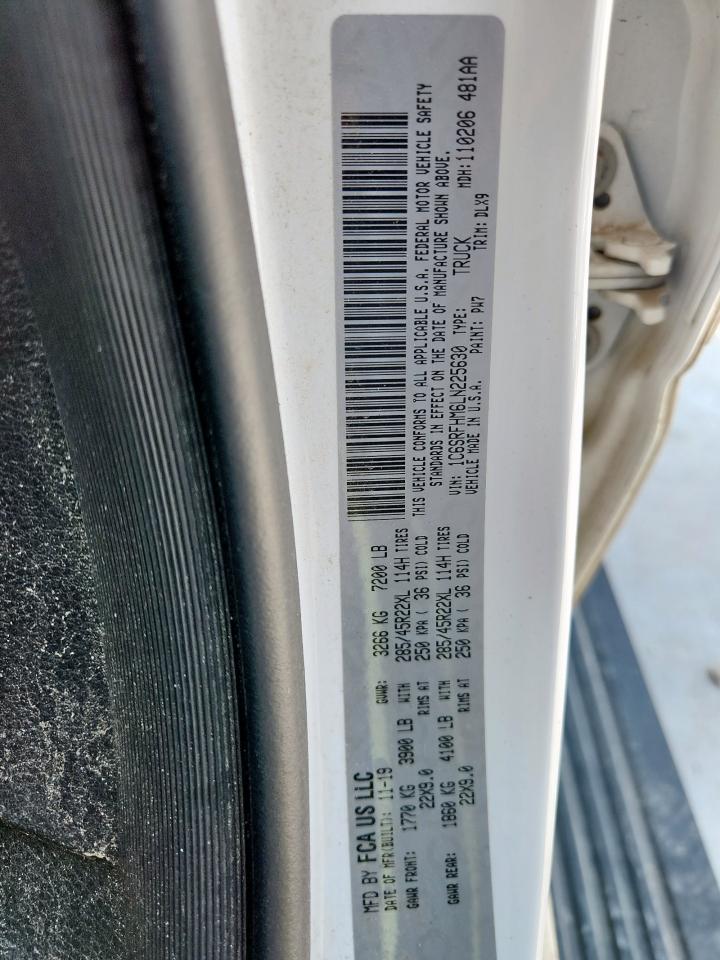 MFD BY FCA US LLC
DATE OF MFR(BUILT): 11-19 GVWR: 3266 KG 7200 LB
GAWR FRONT: 1770 KG 3900 LB WITH 285/45R22XL 114H TIRES
22X9.0 RIMS AT 250 KPA ( 36 PSI) COLD
GAWR REAR: 1860 KG 4100 LB WITH 285/45R22XL 114H TIRES
22X9.0 RIMS AT 250 KPA ( 36 PSI) COLD
THIS VEHICLE CONFORMS TO ALL APPLICABLE U.S.A. FEDERAL MOTOR VEHICLE SAFETY
STANDARDS IN EFFECT ON THE DATE OF MANUFACTURE SHOWN ABOVE.
VIN: 1C6SRFHM6LN225630 TYPE: TRUCK MDH: 110206 481AA
VEHICLE MADE IN U.S.A. PAINT: PW7 TRIM: DLX9